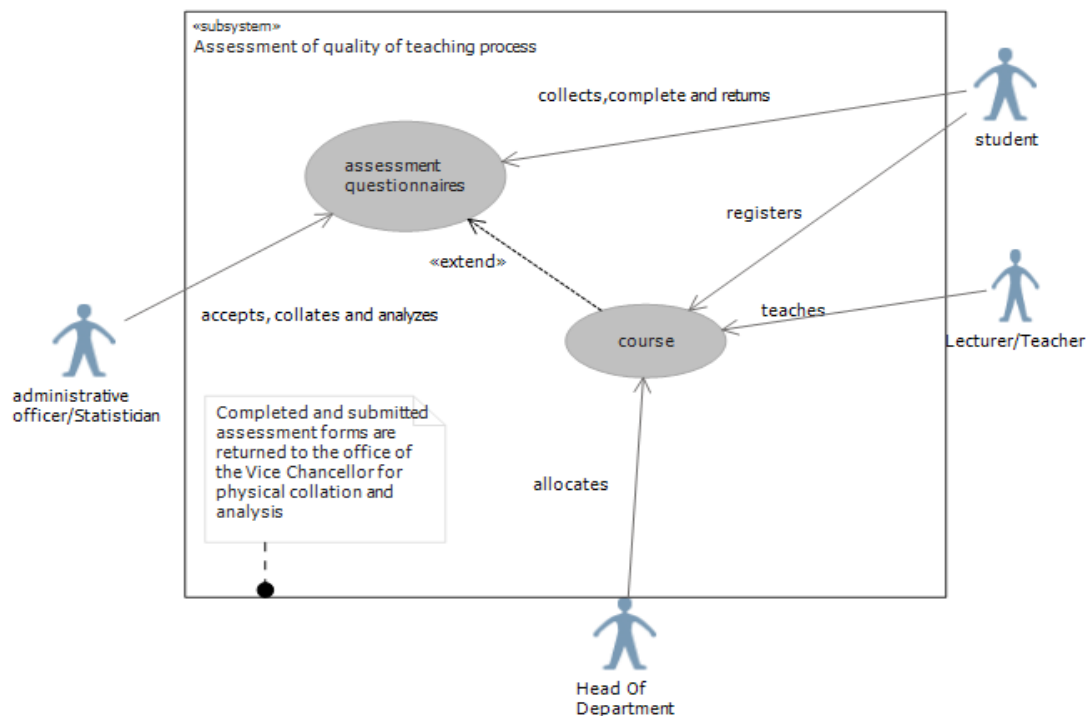 «subsystem»
Assessment of quality of teaching process
collects,complete and returns
student
assessment
questionnaires
registers
«extend»
teaches
Lecturer/Teacher
accepts, collates and analyzes
course
administrative
officer/Statistician
Completed and submitted
assessment forms are
returned to the office of
the Vice Chancellor for
physical collation and
analysis
allocates
Head Of
Department